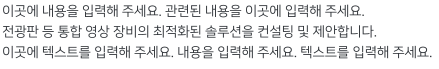 이곳에 내용을 입력해 주세요. 관련된 내용을 이곳에 입력해 주세요.
전광판 등 통합 영상 장비의 최적화된 솔루션을 컨설팅 및 제안합니다.
이곳에 텍스트를 입력해 주세요. 내용을 입력해 주세요. 텍스트를 입력해 주세요.